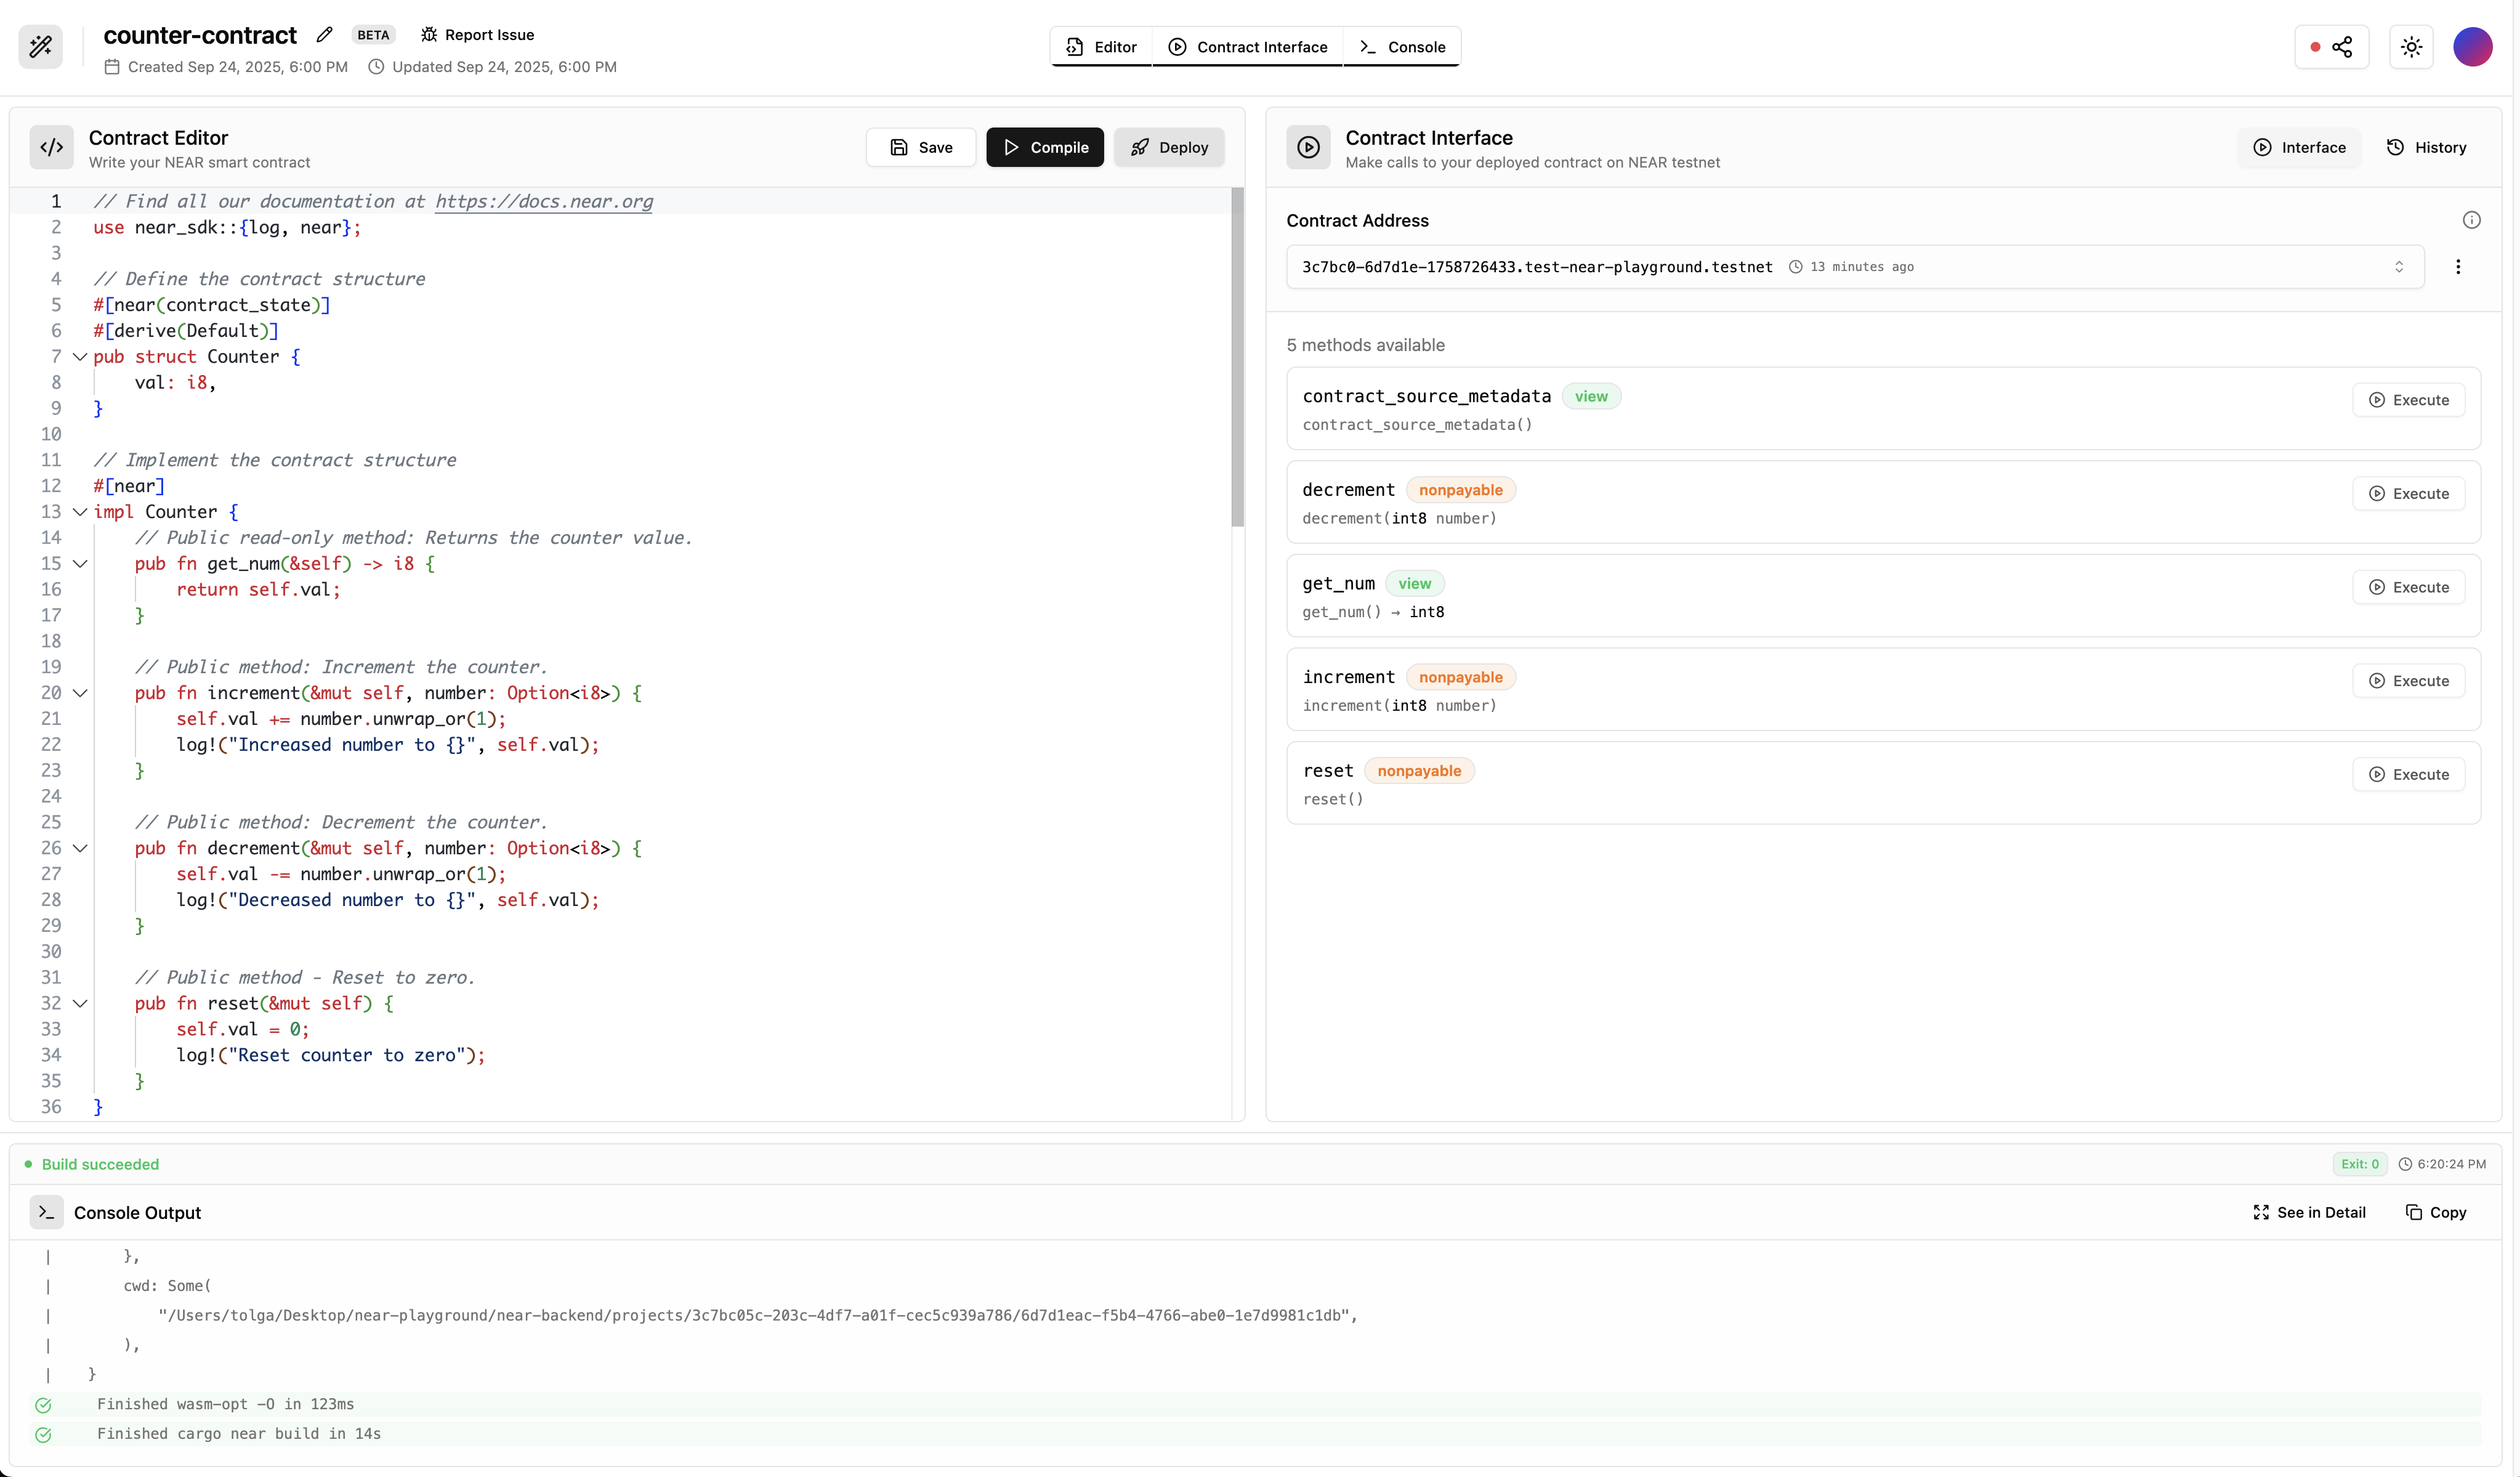 counter-contract BETA Report Issue
Created Sep 24, 2025, 6:00 PM Updated Sep 24, 2025, 6:00 PM
Editor Contract Interface Console
Contract Editor
Write your NEAR smart contract
Save Compile Deploy
1 // Find all our documentation at https://docs.near.org
2 use near_sdk::{log, near};
3
4 // Define the contract structure
5 #[near(contract_state)]
6 #[derive(Default)]
7 pub struct Counter {
8     val: i8,
9 }
10
11 // Implement the contract structure
12 #[near]
13 impl Counter {
14     // Public read-only method: Returns the counter value.
15     pub fn get_num(&self) -> i8 {
16         return self.val;
17     }
18
19     // Public method: Increment the counter.
20     pub fn increment(&mut self, number: Option<i8>) {
21         self.val += number.unwrap_or(1);
22         log!("Increased number to {}", self.val);
23     }
24
25     // Public method: Decrement the counter.
26     pub fn decrement(&mut self, number: Option<i8>) {
27         self.val -= number.unwrap_or(1);
28         log!("Decreased number to {}", self.val);
29     }
30
31     // Public method - Reset to zero.
32     pub fn reset(&mut self) {
33         self.val = 0;
34         log!("Reset counter to zero");
35     }
36 }
Contract Interface
Make calls to your deployed contract on NEAR testnet
Interface History
Contract Address
3c7bc0-6d7d1e-1758726433.test-near-playground.testnet 13 minutes ago
5 methods available
contract_source_metadata view
contract_source_metadata()
Execute
decrement nonpayable
decrement(int8 number)
Execute
get_num view
get_num() → int8
Execute
increment nonpayable
increment(int8 number)
Execute
reset nonpayable
reset()
Execute
Build succeeded
Exit: 0 6:20:24 PM
Console Output
See in Detail Copy
|        },
|        cwd: Some(
|            "/Users/tolga/Desktop/near-playground/near-backend/projects/3c7bc05c-203c-4df7-a01f-cec5c939a786/6d7d1eac-f5b4-4766-abe0-1e7d9981c1db",
|        ),
|    }
Finished wasm-opt -O in 123ms
Finished cargo near build in 14s